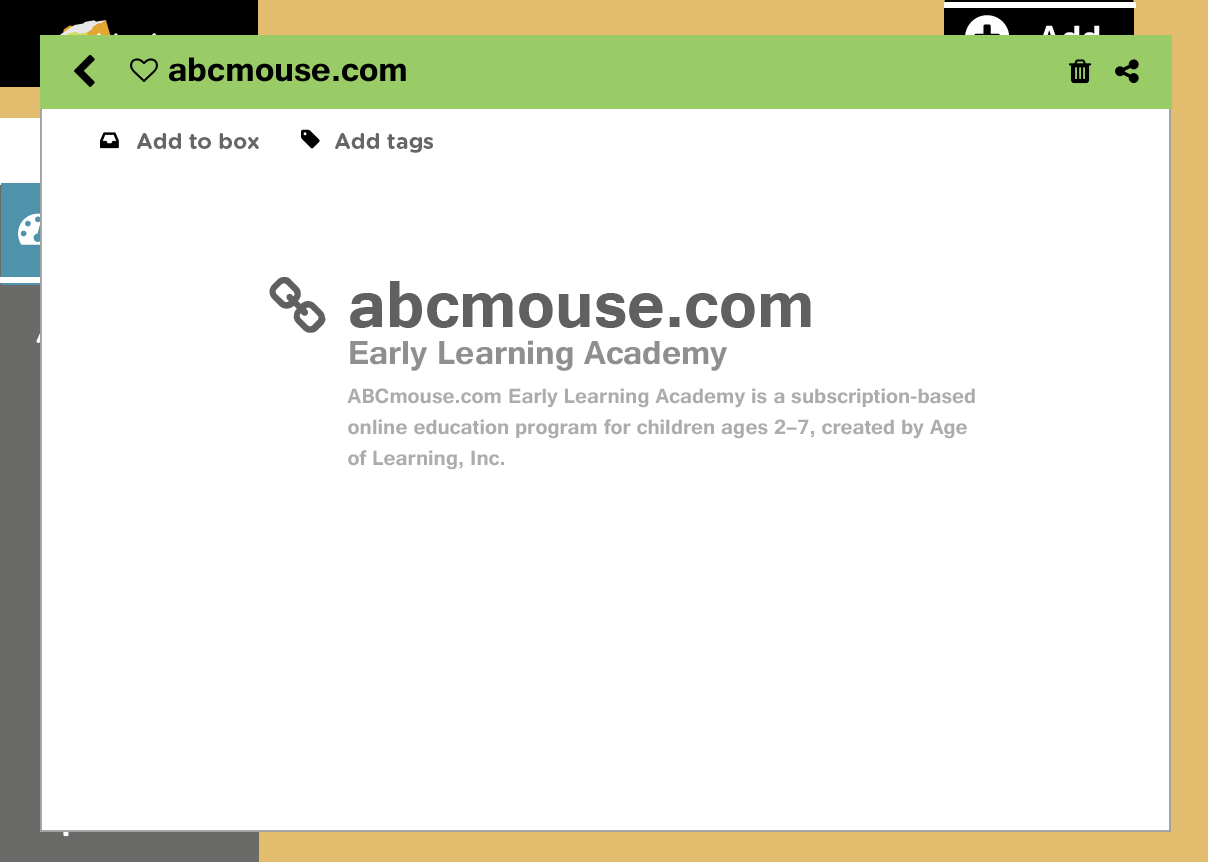 abcmouse.com
Add to box
Add tags
abcmouse.com
Early Learning Academy
ABCmouse.com Early Learning Academy is a subscription-based
online education program for children ages 2–7, created by Age
of Learning, Inc.